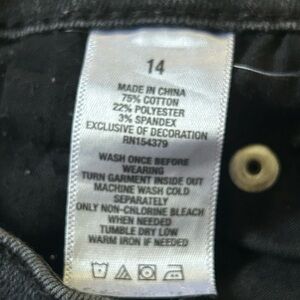 14
MADE IN CHINA
75% COTTON
22% POLYESTER
3% SPANDEX
EXCLUSIVE OF DECORATION
RN154379
WASH ONCE BEFORE
WEARING
TURN GARMENT INSIDE OUT
MACHINE WASH COLD
SEPARATELY
ONLY NON-CHLORINE BLEACH
WHEN NEEDED
TUMBLE DRY LOW
WARM IRON IF NEEDED